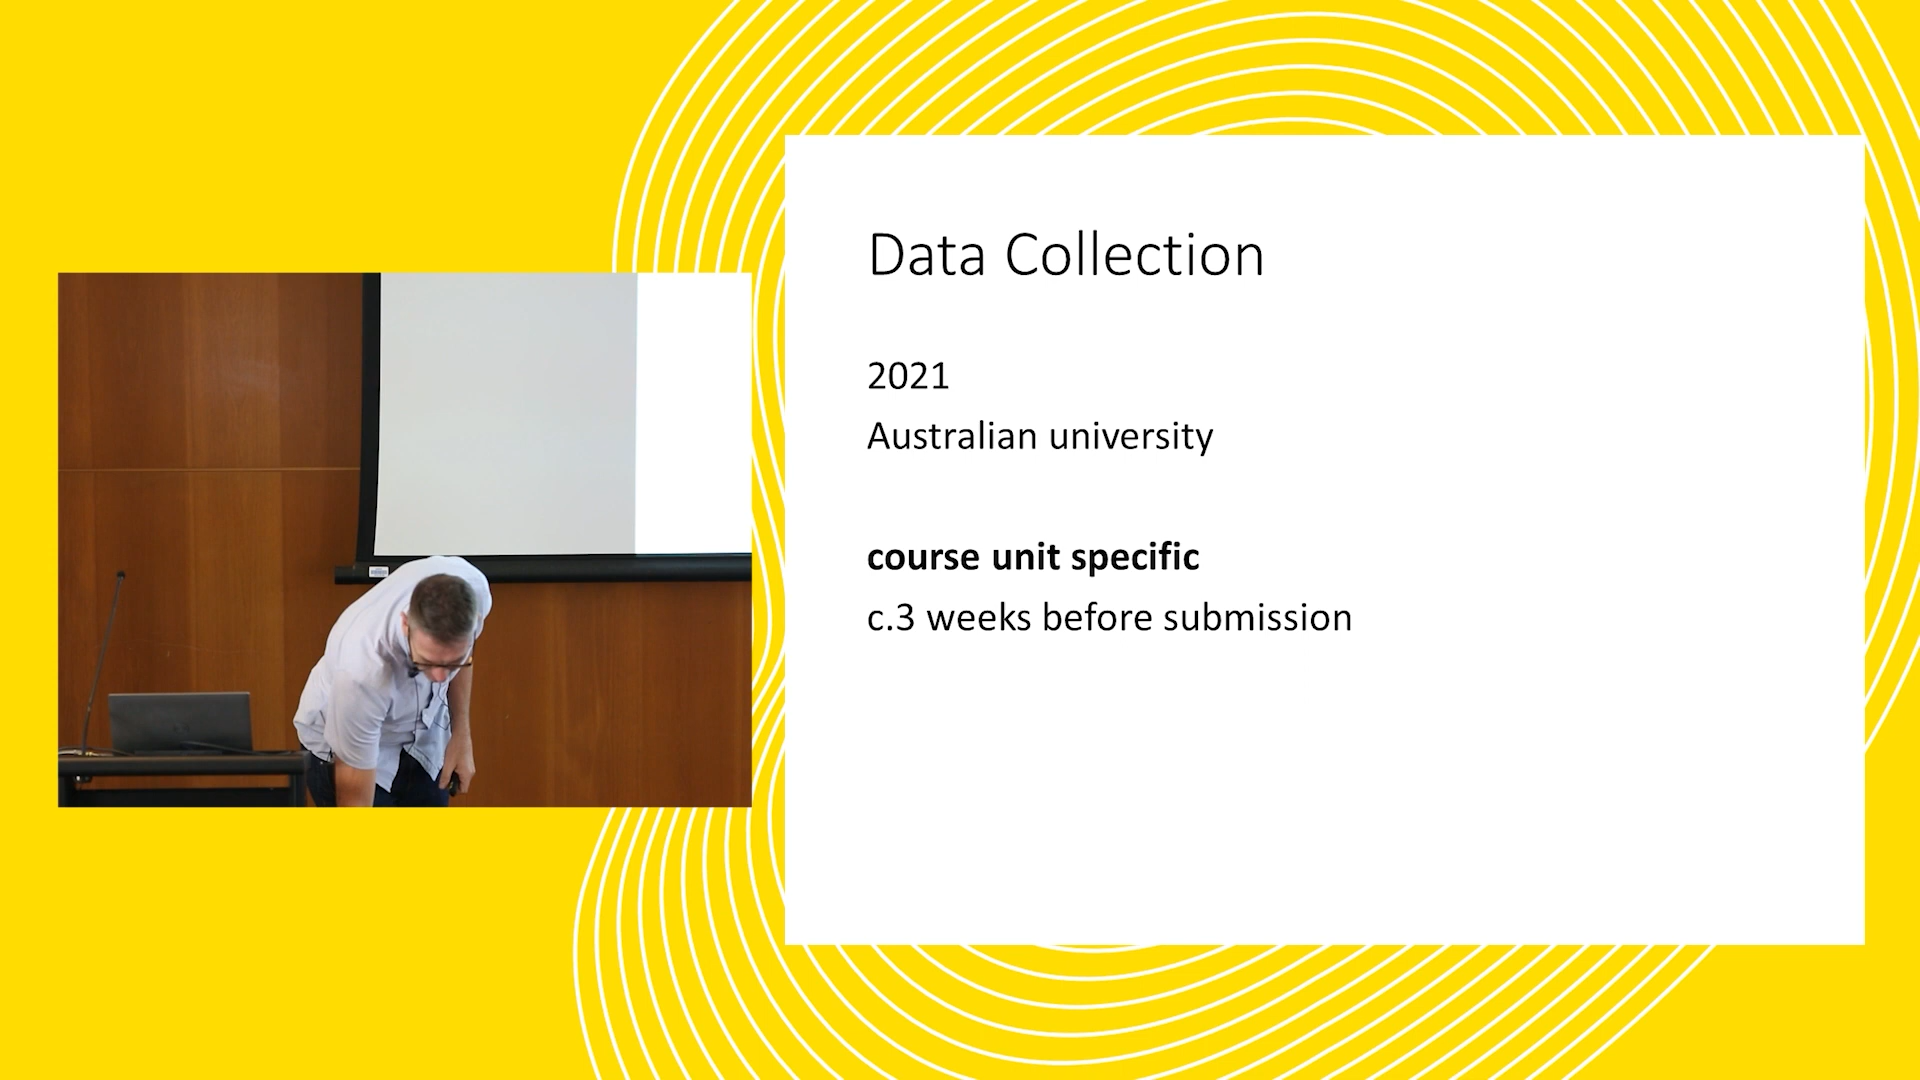 Data Collection
2021
Australian university
course unit specific
c.3 weeks before submission